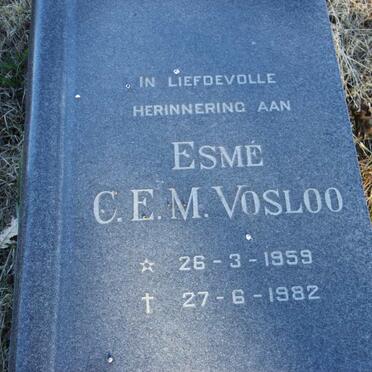 IN LIEFDEVOLLE
HERINNERING AAN
ESMÉ
C.E.M. VOSLOO
☆ 26-3-1959
† 27-6-1982